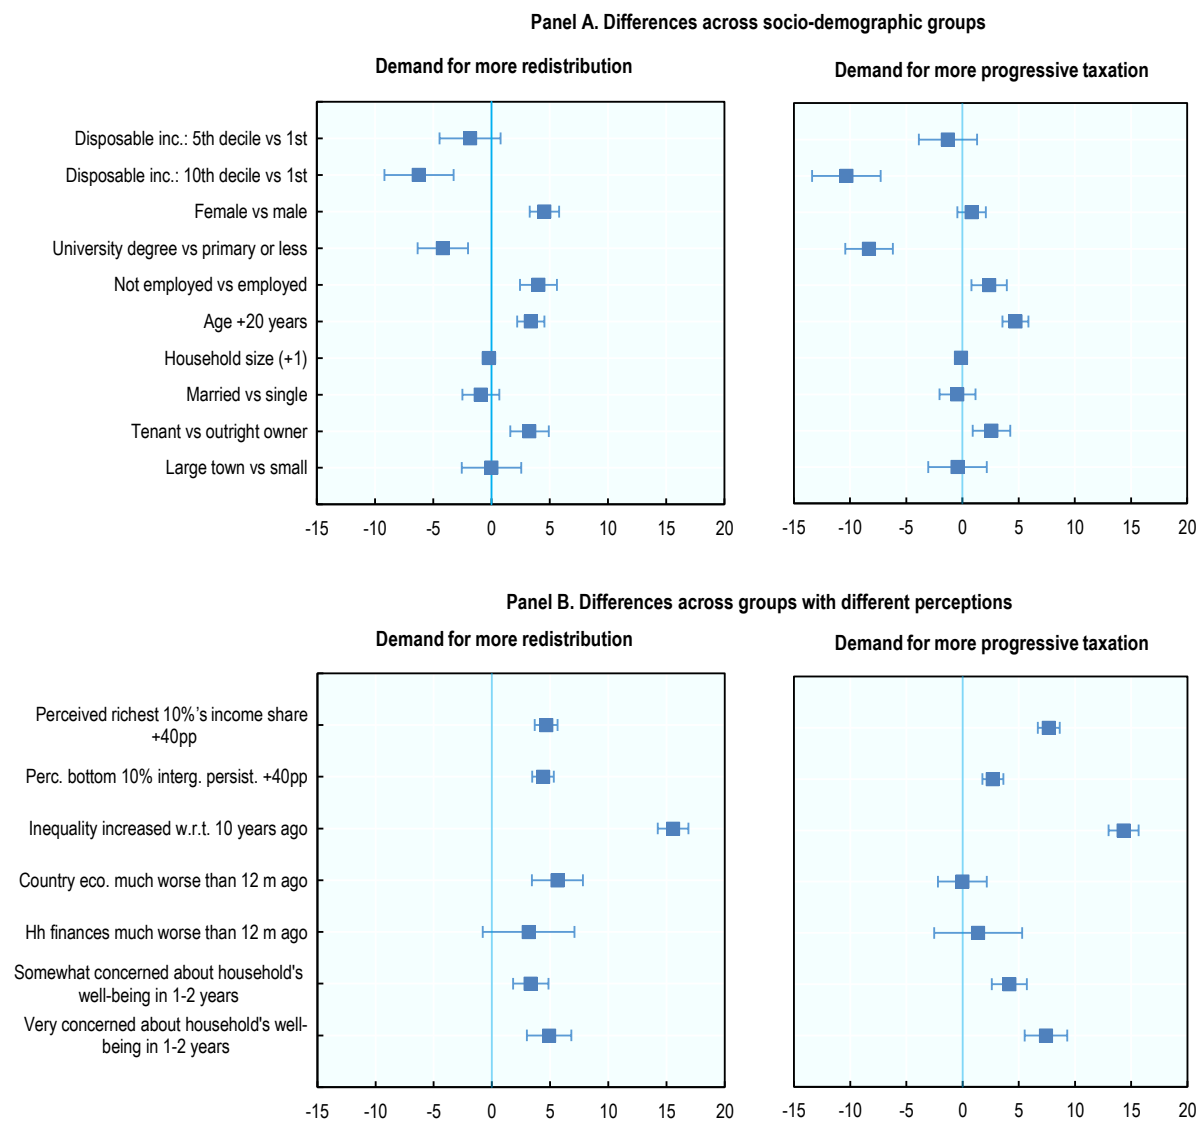 Panel A. Differences across socio-demographic groups
Demand for more redistribution
Demand for more progressive taxation
Disposable inc.: 5th decile vs 1st
Disposable inc.: 10th decile vs 1st
Female vs male
University degree vs primary or less
Not employed vs employed
Age +20 years
Household size (+1)
Married vs single
Tenant vs outright owner
Large town vs small
-15 -10 -5 0 5 10 15 20
-15 -10 -5 0 5 10 15 20
Panel B. Differences across groups with different perceptions
Demand for more redistribution
Demand for more progressive taxation
Perceived richest 10%'s income share
+40pp
Perc. bottom 10% interg. persist. +40pp
Inequality increased w.r.t. 10 years ago
Country eco. much worse than 12 m ago
Hh finances much worse than 12 m ago
Somewhat concerned about household's
well-being in 1-2 years
Very concerned about household's well-
being in 1-2 years
-15 -10 -5 0 5 10 15 20
-15 -10 -5 0 5 10 15 20